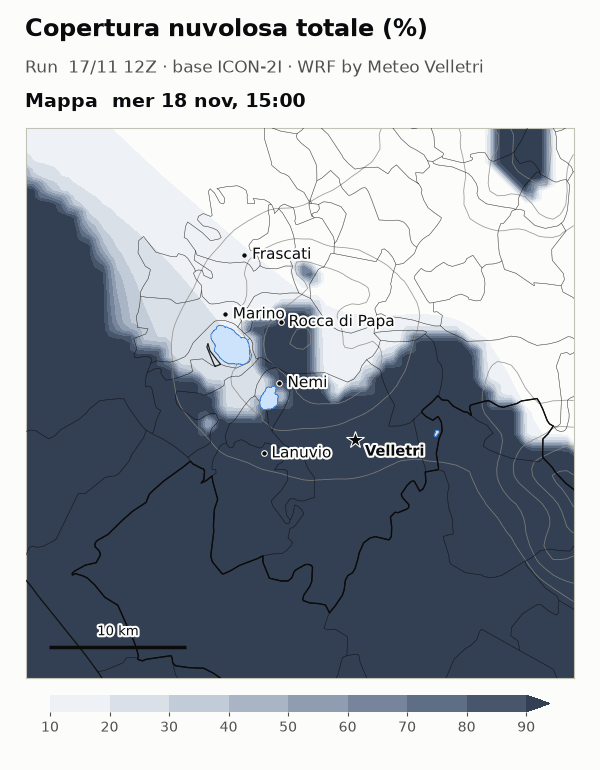 Copertura nuvolosa totale (%)
Run  17/11 12Z · base ICON-2I · WRF by Meteo Velletri
Mappa  mer 18 nov, 15:00
Frascati
Marino
Rocca di Papa
Nemi
Velletri
Lanuvio
10 km
10 20 30 40 50 60 70 80 90